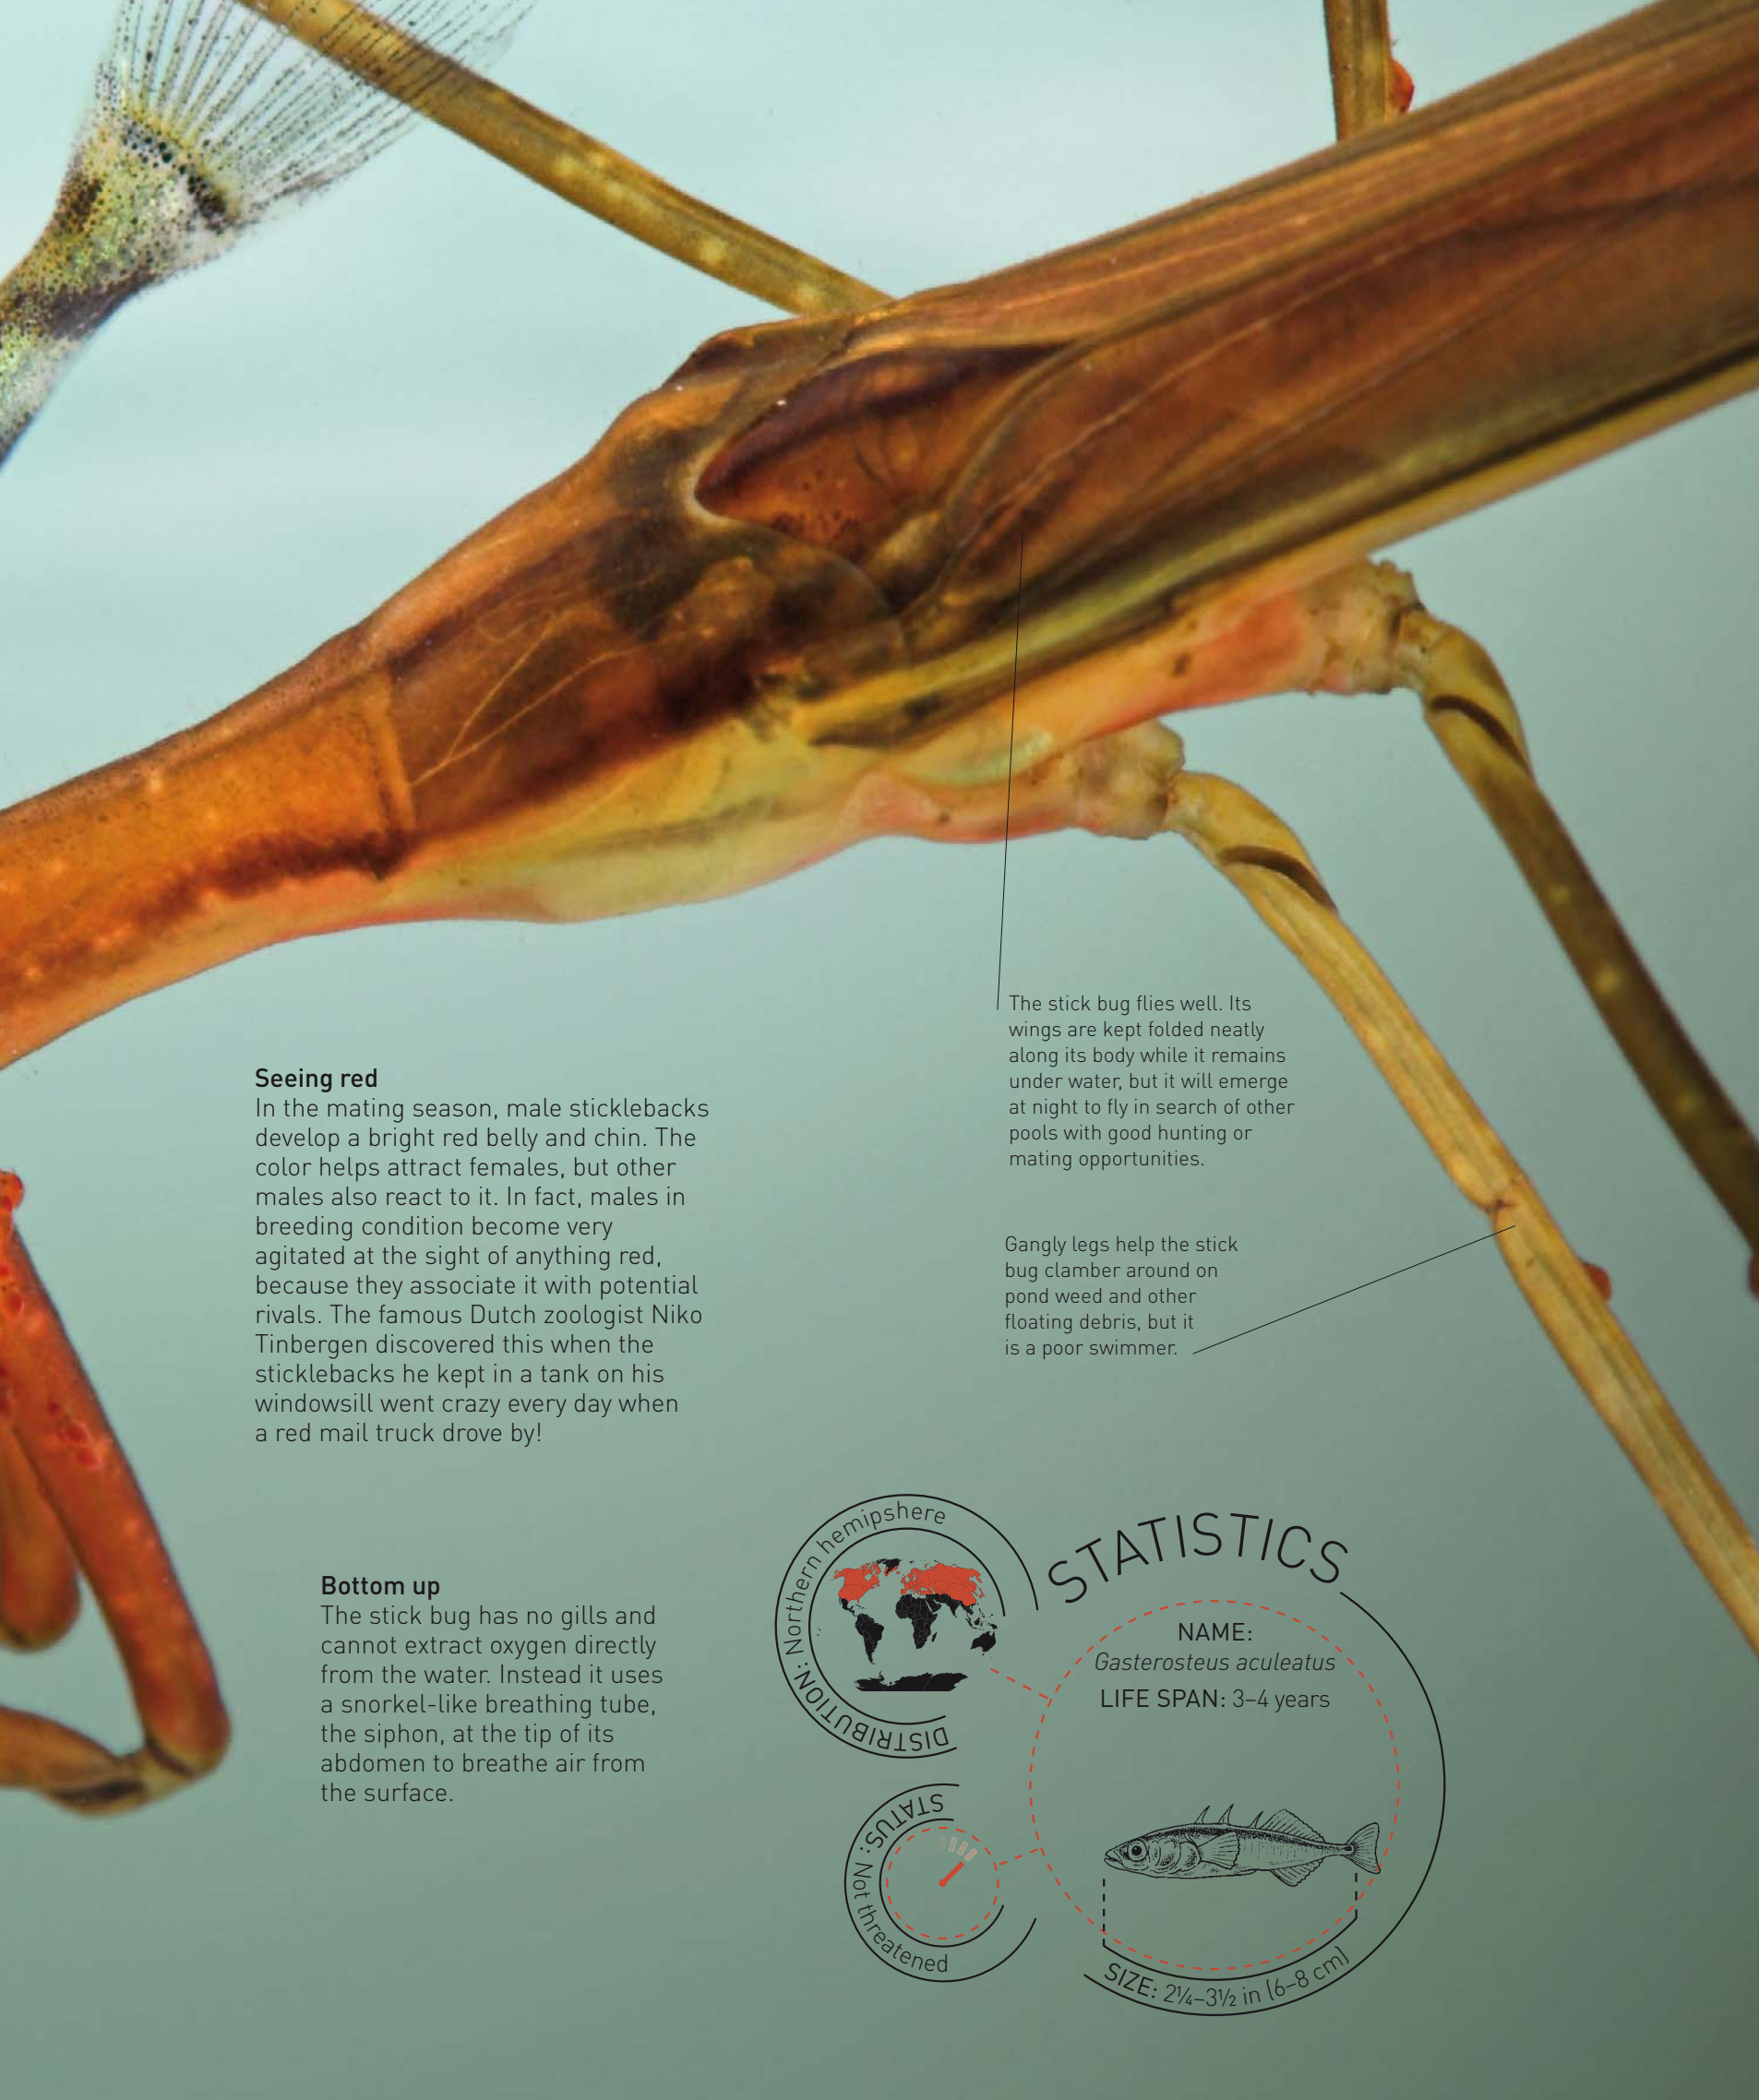 The stick bug flies well. Its
wings are kept folded neatly
along its body while it remains
under water, but it will emerge
at night to fly in search of other
pools with good hunting or
mating opportunities.
Seeing red
In the mating season, male sticklebacks
develop a bright red belly and chin. The
color helps attract females, but other
males also react to it. In fact, males in
breeding condition become very
agitated at the sight of anything red,
because they associate it with potential
rivals. The famous Dutch zoologist Niko
Tinbergen discovered this when the
sticklebacks he kept in a tank on his
windowsill went crazy every day when
a red mail truck drove by!
Gangly legs help the stick
bug clamber around on
pond weed and other
floating debris, but it
is a poor swimmer.
Bottom up
The stick bug has no gills and
cannot extract oxygen directly
from the water. Instead it uses
a snorkel-like breathing tube,
the siphon, at the tip of its
abdomen to breathe air from
the surface.
STATISTICS
DISTRIBUTION: Northern hemipshere
NAME:
Gasterosteus aculeatus
LIFE SPAN: 3–4 years
STATUS: Not threatened
SIZE: 2¼–3½ in (6–8 cm)